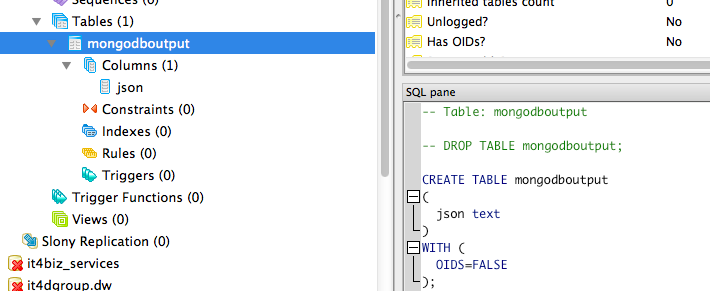 Sequences (0)
Tables (1)
mongodboutput
Columns (1)
json
Constraints (0)
Indexes (0)
Rules (0)
Triggers (0)
Trigger Functions (0)
Views (0)
Slony Replication (0)
it4biz_services
it4dgroup.dw
Inherited tables count 0
Unlogged? No
Has OIDs? No
SQL pane
-- Table: mongodboutput
-- DROP TABLE mongodboutput;
CREATE TABLE mongodboutput
(
json text
)
WITH (
OIDS=FALSE
);